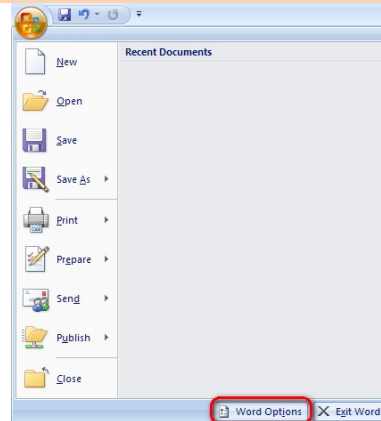 Recent Documents
New
Open
Save
Save As
Print
Prepare
Send
Publish
Close
Word Options
Exit Word